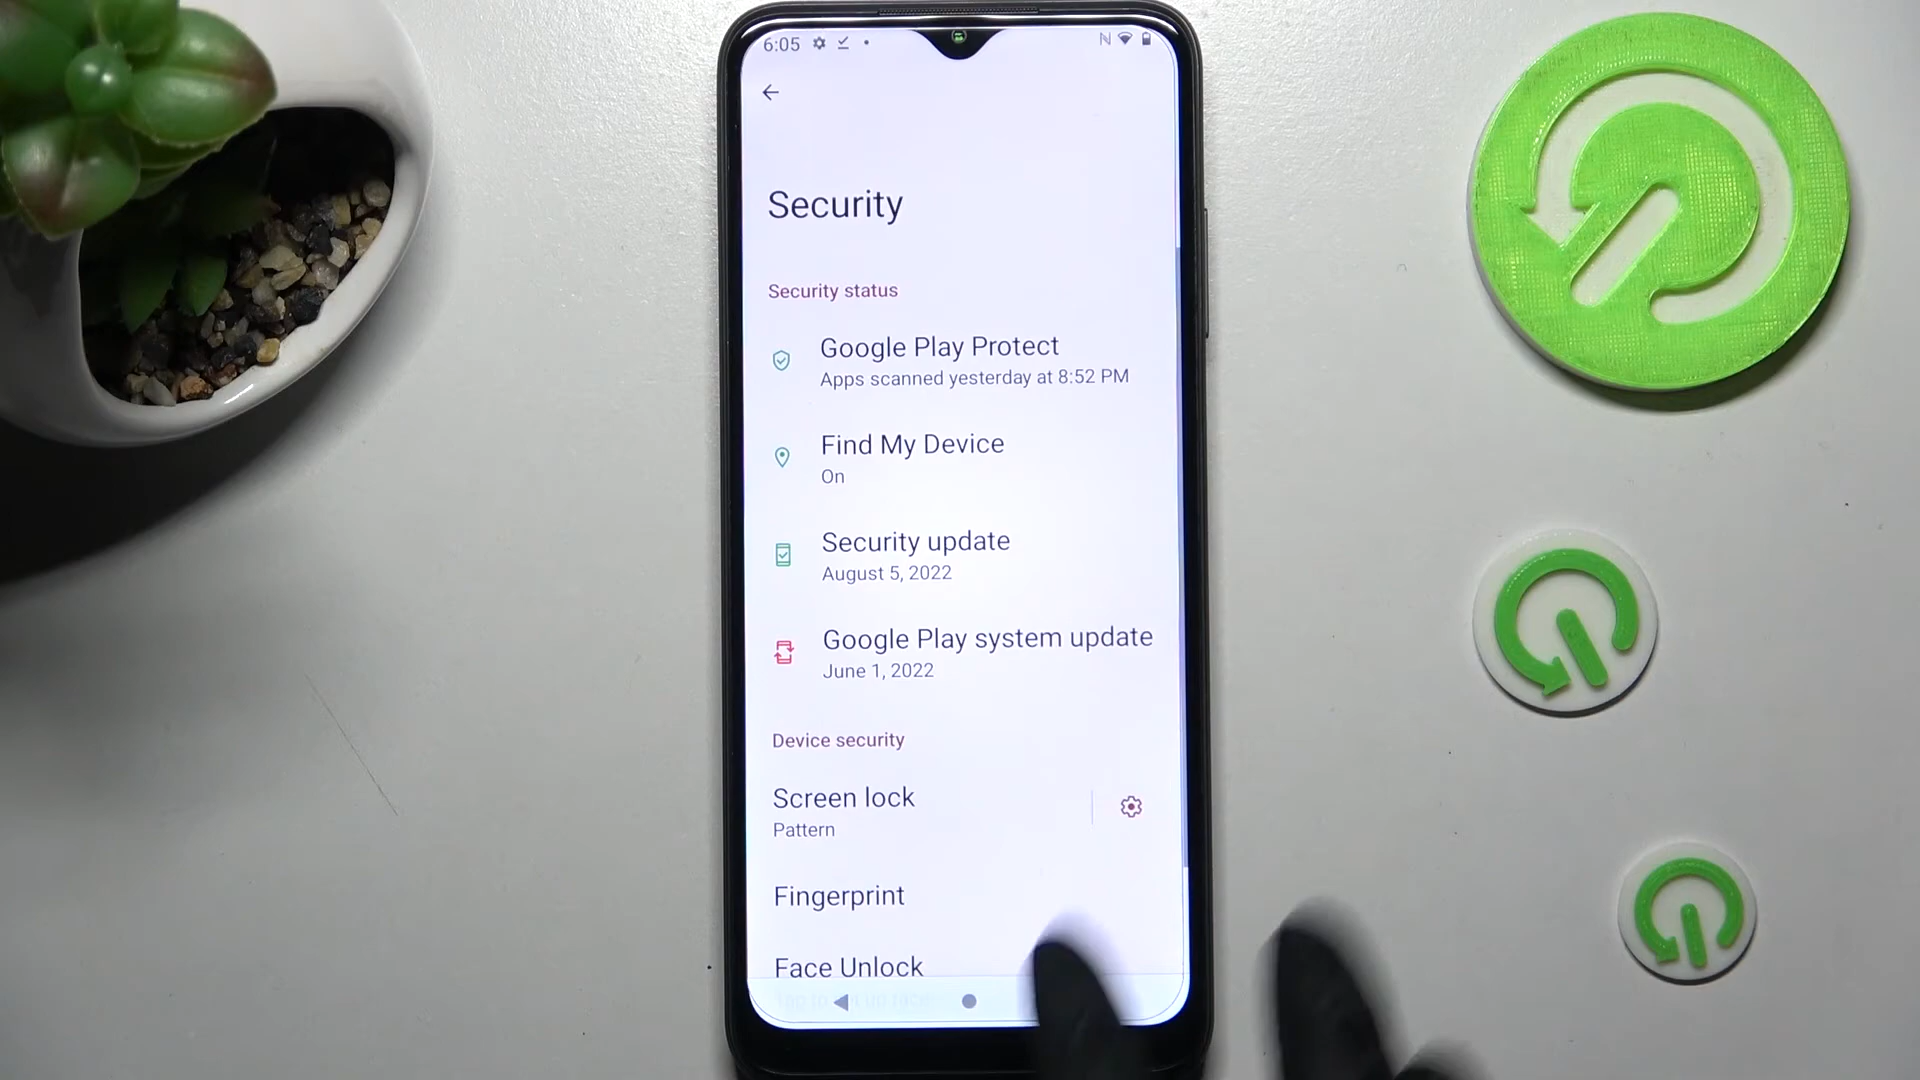 6:05
Security
Security status
Google Play Protect
Apps scanned yesterday at 8:52 PM
Find My Device
On
Security update
August 5, 2022
Google Play system update
June 1, 2022
Device security
Screen lock
Pattern
Fingerprint
Face Unlock